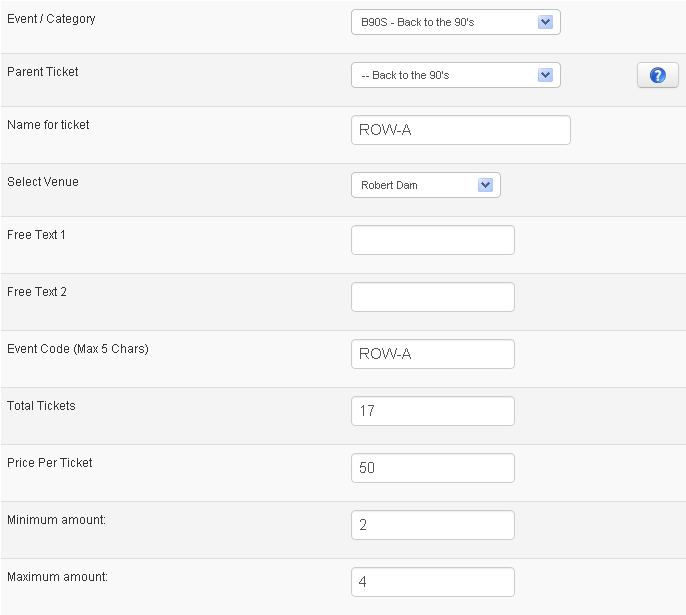 Event / Category B90S - Back to the 90's
Parent Ticket -- Back to the 90's ?
Name for ticket ROW-A
Select Venue Robert Dam
Free Text 1
Free Text 2
Event Code (Max 5 Chars) ROW-A
Total Tickets 17
Price Per Ticket 50
Minimum amount: 2
Maximum amount: 4